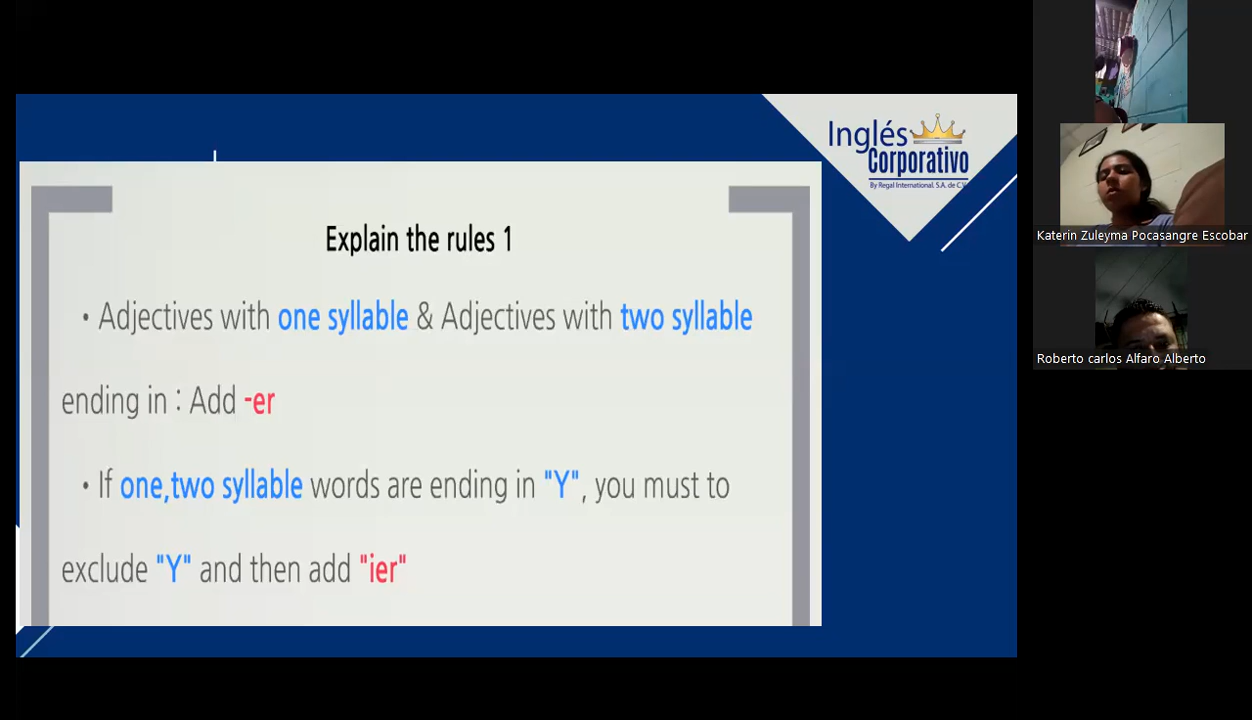 Inglés
Corporativo
By Regal International, S.A. de C.V.
Explain the rules 1
• Adjectives with one syllable & Adjectives with two syllable
ending in : Add -er
• If one,two syllable words are ending in "Y", you must to
exclude "Y" and then add "ier"
Katerin Zuleyma Pocasangre Escobar
Roberto carlos Alfaro Alberto